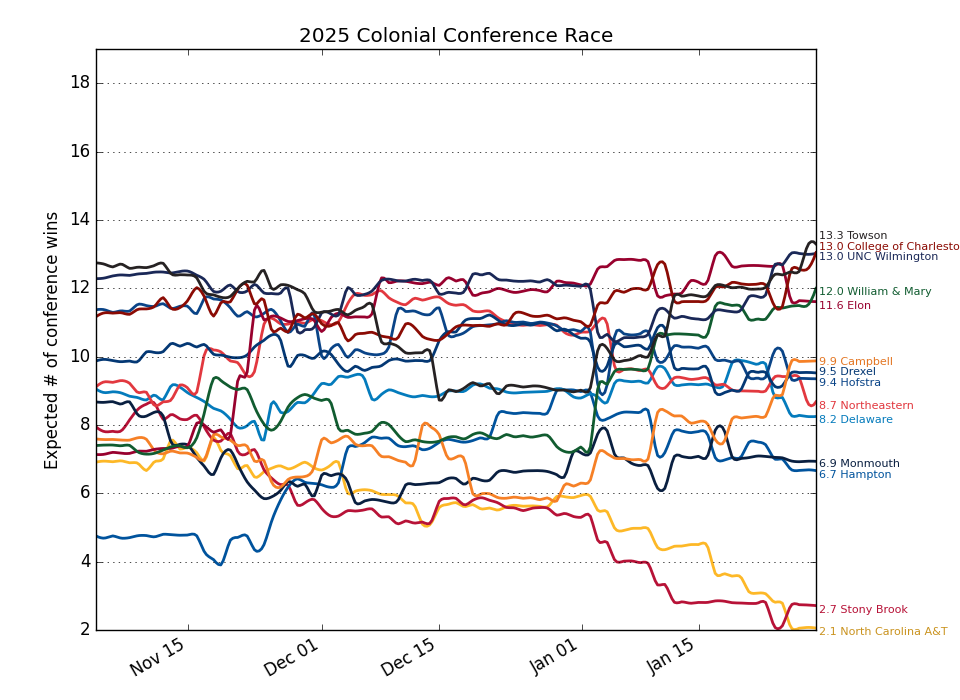 2025 Colonial Conference Race
Expected # of conference wins
18
16
14
12
10
8
6
4
2
Nov 15
Dec 01
Dec 15
Jan 01
Jan 15
13.3 Towson
13.0 College of Charlesto
13.0 UNC Wilmington
12.0 William & Mary
11.6 Elon
9.9 Campbell
9.5 Drexel
9.4 Hofstra
8.7 Northeastern
8.2 Delaware
6.9 Monmouth
6.7 Hampton
2.7 Stony Brook
2.1 North Carolina A&T